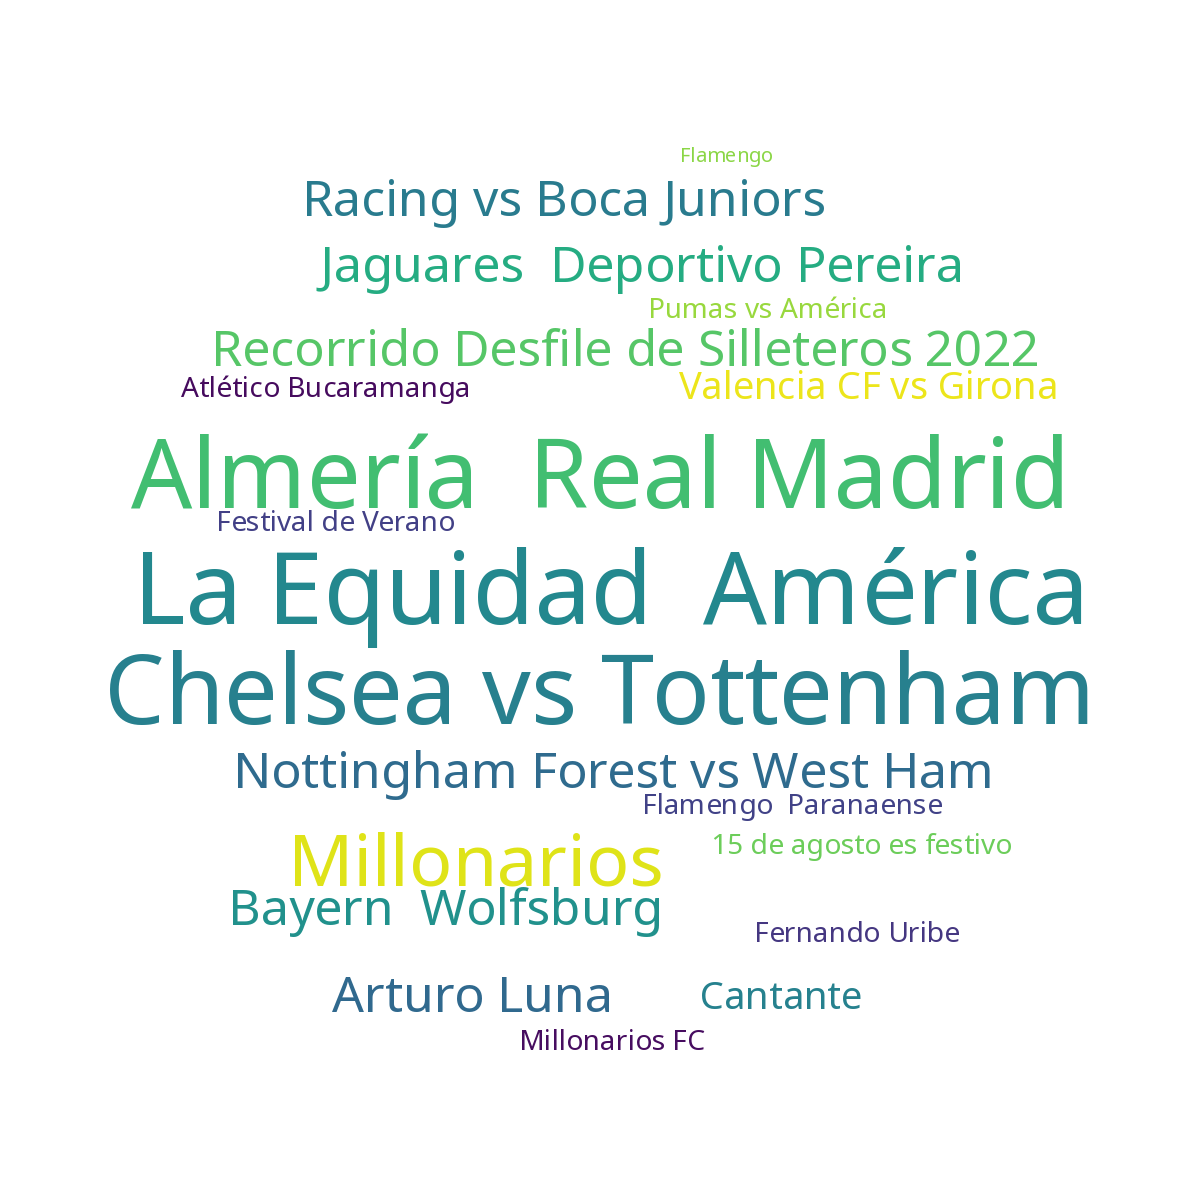 Flamengo
Racing vs Boca Juniors
Jaguares  Deportivo Pereira
Pumas vs América
Recorrido Desfile de Silleteros 2022
Atlético Bucaramanga
Valencia CF vs Girona
Almería  Real Madrid
Festival de Verano
La Equidad  América
Chelsea vs Tottenham
Nottingham Forest vs West Ham
Flamengo  Paranaense
Millonarios
15 de agosto es festivo
Bayern  Wolfsburg
Fernando Uribe
Arturo Luna
Cantante
Millonarios FC